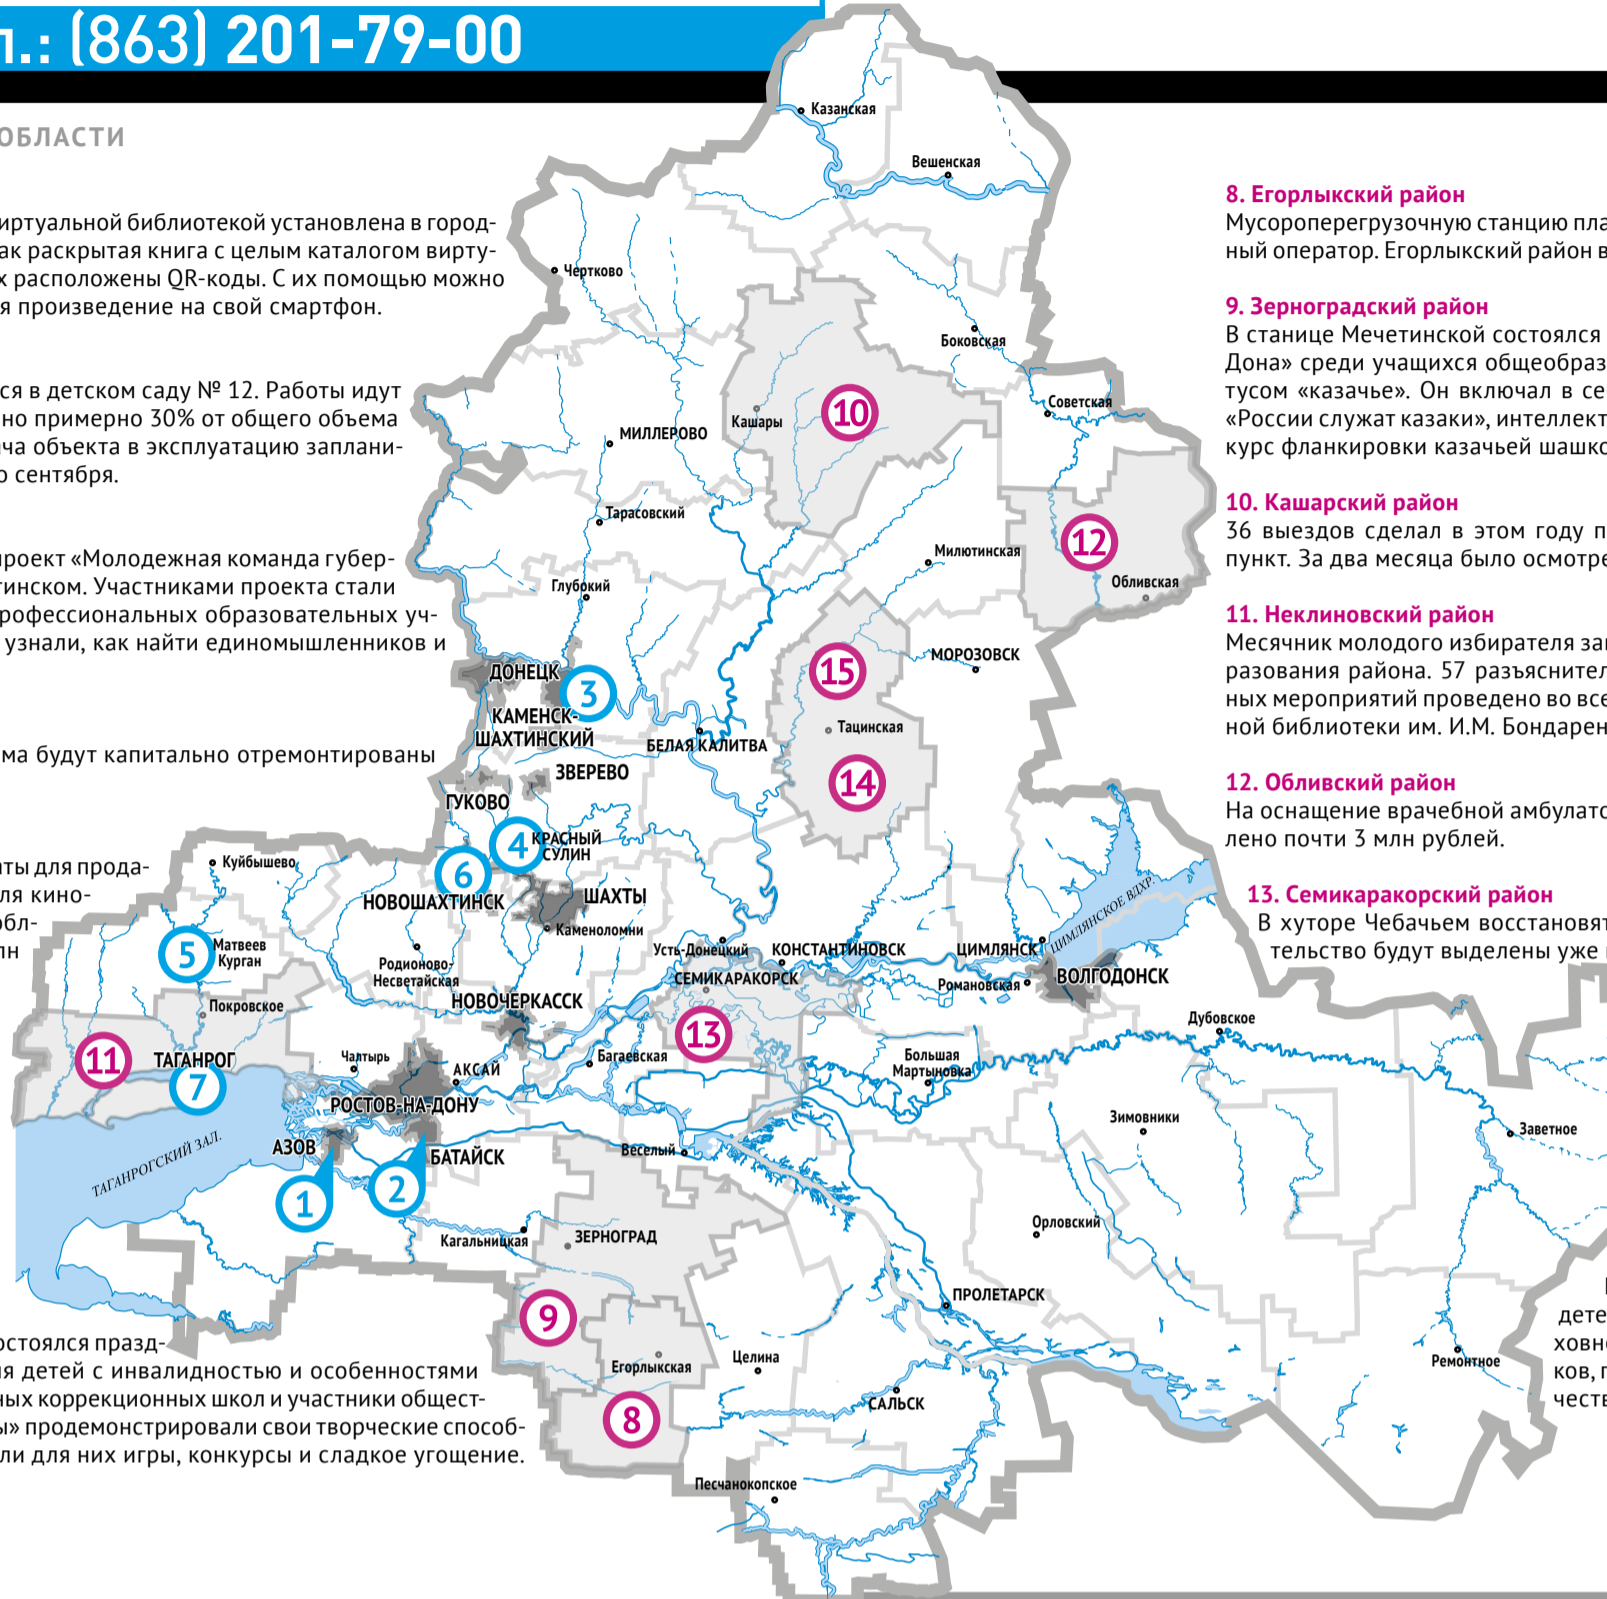 л.: (863) 201-79-00
ОБЛАСТИ
виртуальной библиотекой установлена в город-
как раскрытая книга с целым каталогом вирту-
х расположены QR-коды. С их помощью можно
я произведение на свой смартфон.
ся в детском саду № 12. Работы идут
но примерно 30% от общего объема
ача объекта в эксплуатацию заплани-
о сентября.
проект «Молодежная команда губер-
тинском. Участниками проекта стали
рофессиональных образовательных уч-
узнали, как найти единомышленников и
ма будут капитально отремонтированы
аты для прода-
ля кино-
обл-
лн
остоялся празд-
ия детей с инвалидностью и особенностями
ных коррекционных школ и участники общест-
ы» продемонстрировали свои творческие способ-
ли для них игры, конкурсы и сладкое угощение.
Казанская
Вешенская
Чертково
Боковская
Кашары
10
Советская
МИЛЛЕРОВО
Тарасовский
Милютинская
12
Обливская
Глубокий
15
МОРОЗОВСК
ДОНЕЦК
3
КАМЕНСК-
ШАХТИНСКИЙ
БЕЛАЯ КАЛИТВА
Тацинская
14
ЗВЕРЕВО
ГУКОВО
4
КРАСНЫЙ
СУЛИН
6
НОВОШАХТИНСК
ШАХТЫ
Каменоломни
Куйбышево
5
Матвеев
Курган
Родионово-
Несветайская
Усть-Донецкий
КОНСТАНТИНОВСК
ЦИМЛЯНСК
ЦИМЛЯНСКОЕ ВДХР.
СЕМИКАРАКОРСК
Романовская
ВОЛГОДОНСК
Покровское
НОВОЧЕРКАССК
13
Дубовское
11
ТАГАНРОГ
7
Чалтырь
АКСАЙ
Багаевская
Большая
Мартыновка
РОСТОВ-НА-ДОНУ
Зимовники
Заветное
АЗОВ
БАТАЙСК
Веселый
ТАГАНРОГСКИЙ ЗАЛ.
1
2
Орловский
Кагальницкая
ЗЕРНОГРАД
ПРОЛЕТАРСК
9
Егорлыкская
Целина
Ремонтное
САЛЬСК
8
Песчанокопское
8. Егорлыкский район
Мусороперегрузочную станцию пла
ный оператор. Егорлыкский район в
9. Зерноградский район
В станице Мечетинской состоялся
Дона» среди учащихся общеобраз
тусом «казачье». Он включал в се
«России служат казаки», интеллект
курс фланкировки казачьей шашко
10. Кашарский район
36 выездов сделал в этом году п
пункт. За два месяца было осмотре
11. Неклиновский район
Месячник молодого избирателя за
разования района. 57 разъяснител
ных мероприятий проведено во все
ной библиотеки им. И.М. Бондарен
12. Обливский район
На оснащение врачебной амбулато
лено почти 3 млн рублей.
13. Семикаракорский район
В хуторе Чебачьем восстановят
тельство будут выделены уже
дете
ховн
ков, п
честв